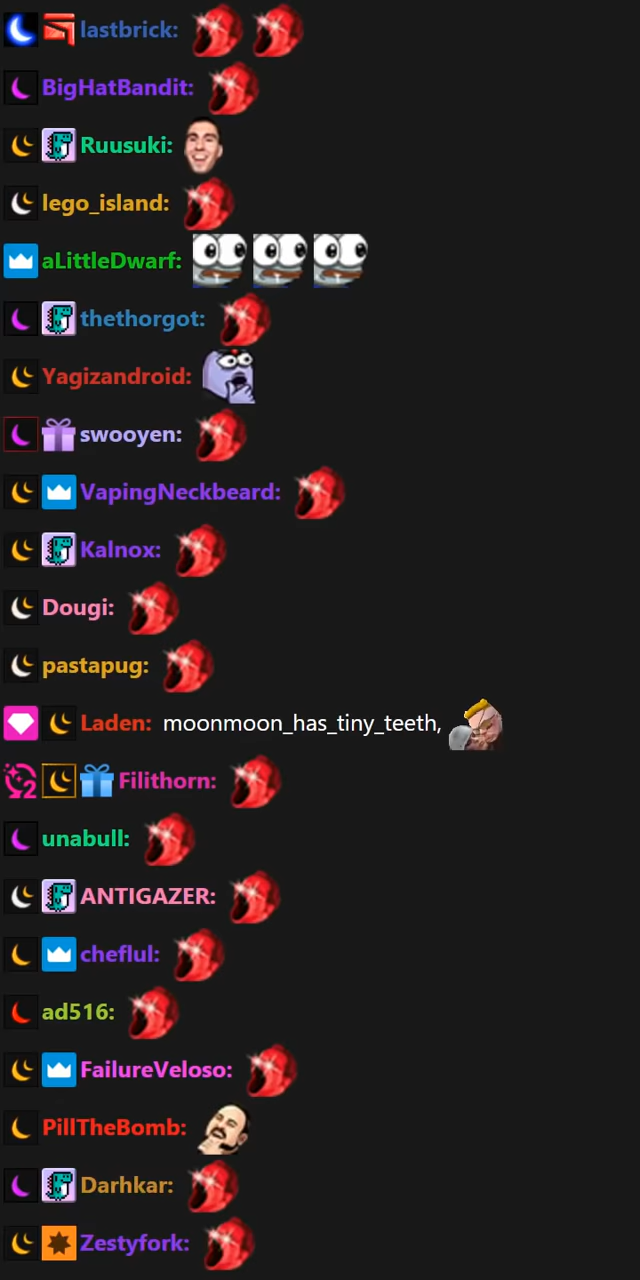 lastbrick:
BigHatBandit:
Ruusuki:
lego_island:
aLittleDwarf:
thethorgot:
Yagizandroid:
swooyen:
VapingNeckbeard:
Kalnox:
Dougi:
pastapug:
Laden: moonmoon_has_tiny_teeth,
2 Filithorn:
unabull:
ANTIGAZER:
cheflul:
ad516:
FailureVeloso:
PillTheBomb:
Darhkar:
Zestyfork: